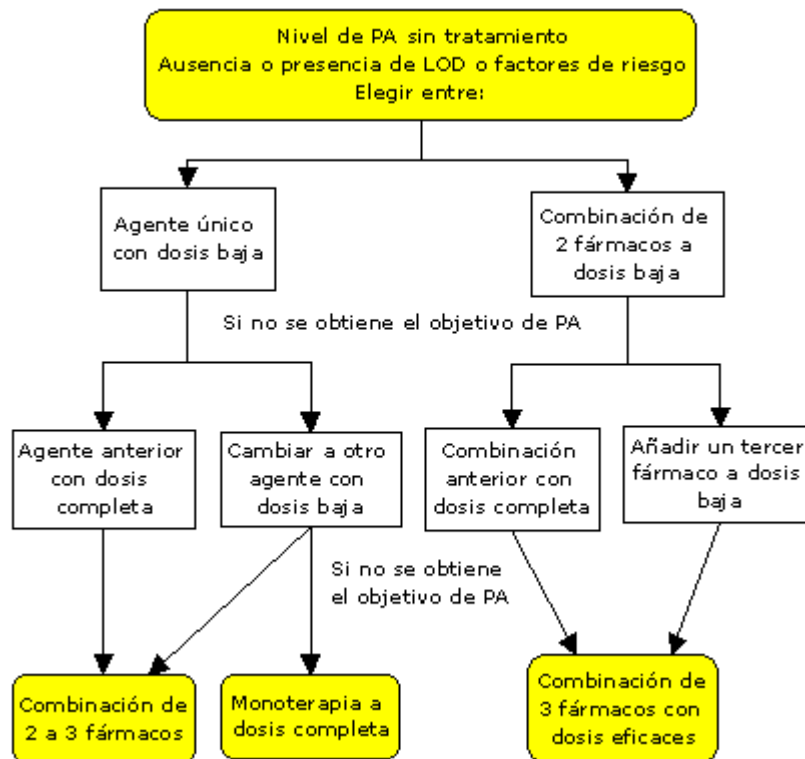 Nivel de PA sin tratamiento
Ausencia o presencia de LOD o factores de riesgo
Elegir entre:
Agente único
con dosis baja
Combinación de
2 fármacos a
dosis baja
Si no se obtiene el objetivo de PA
Agente anterior
con dosis
completa
Cambiar a otro
agente con
dosis baja
Combinación
anterior con
dosis completa
Añadir un tercer
fármaco a dosis
baja
Si no se obtiene
el objetivo de PA
Combinación de
2 a 3 fármacos
Monoterapia a
dosis completa
Combinación de
3 fármacos con
dosis eficaces